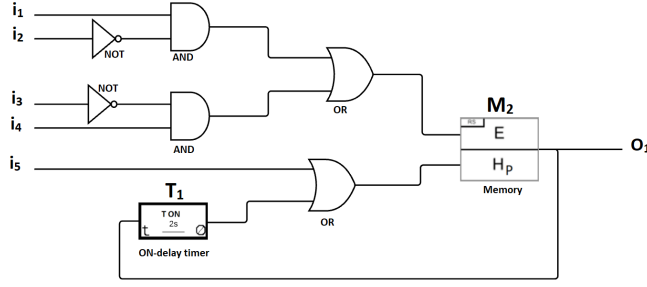 i1
i2
NOT
AND
i3
NOT
i4
AND
OR
M2
RS
E
HP
Memory
O1
i5
T1
T ON
2s
t
0
ON-delay timer
OR